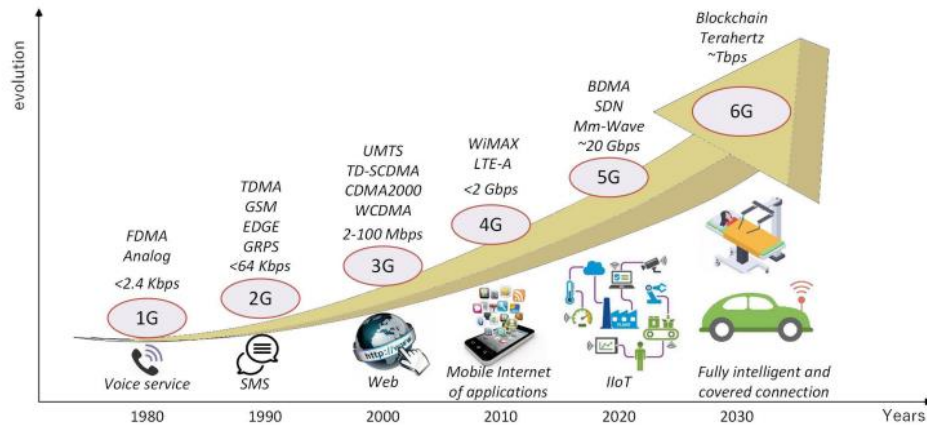 evolution
FDMA
Analog
<2.4 Kbps
1G
Voice service
1980
TDMA
GSM
EDGE
GRPS
<64 Kbps
2G
SMS
1990
UMTS
TD-SCDMA
CDMA2000
WCDMA
2-100 Mbps
3G
http://www
Web
2000
WiMAX
LTE-A
<2 Gbps
4G
Mobile Internet
of applications
2010
BDMA
SDN
Mm-Wave
~20 Gbps
5G
IIoT
2020
Blockchain
Terahertz
~Tbps
6G
Fully intelligent and
covered connection
2030
Years